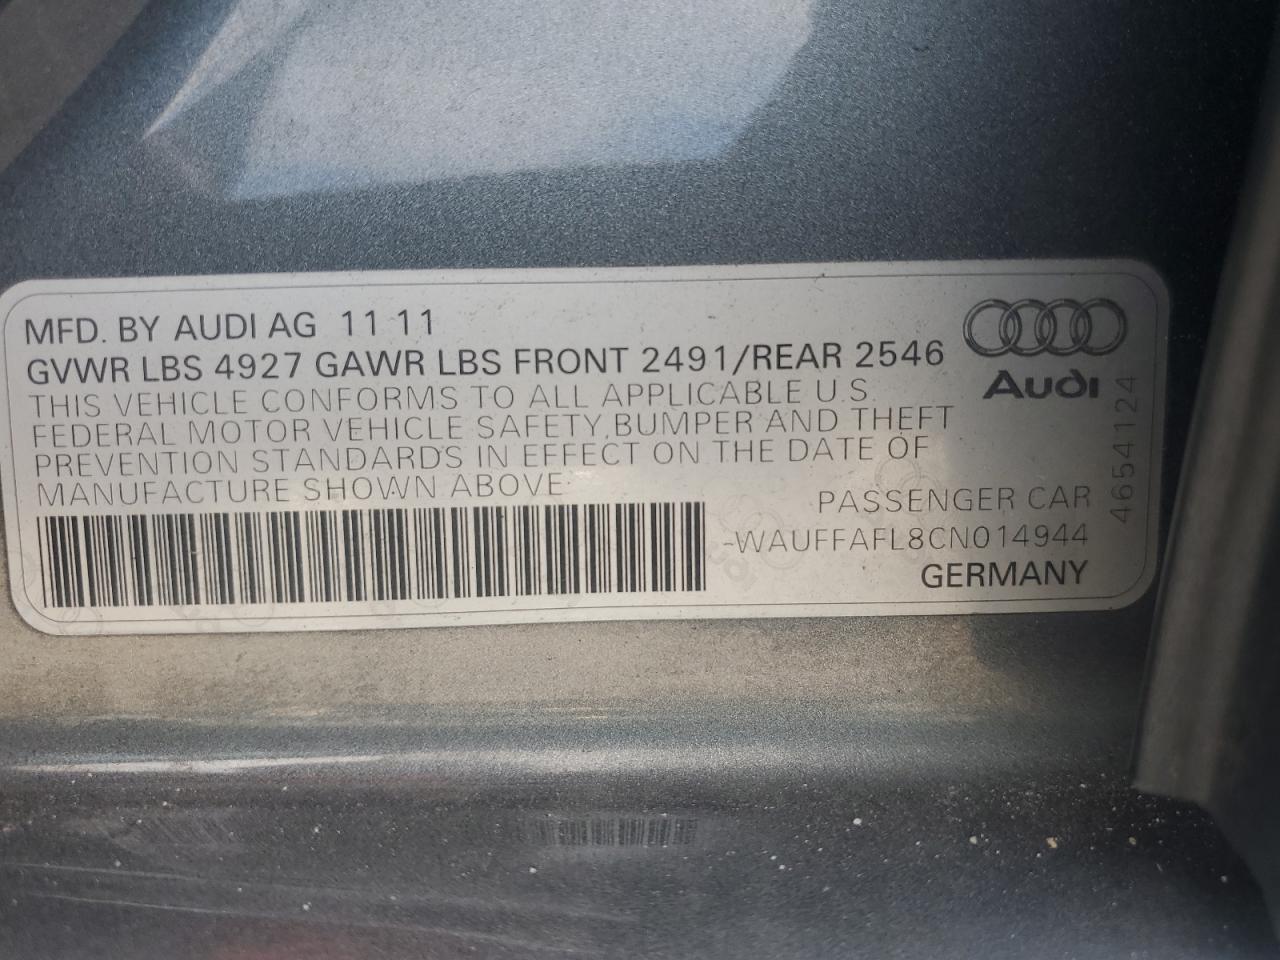 MFD. BY AUDI AG 11 11
GVWR LBS 4927 GAWR LBS FRONT 2491/REAR 2546
THIS VEHICLE CONFORMS TO ALL APPLICABLE U.S.
FEDERAL MOTOR VEHICLE SAFETY, BUMPER AND THEFT
PREVENTION STANDARDS IN EFFECT ON THE DATE OF
MANUFACTURE SHOWN ABOVE
Audi
4654124
PASSENGER CAR
-WAUFFAFL8CN014944
GERMANY